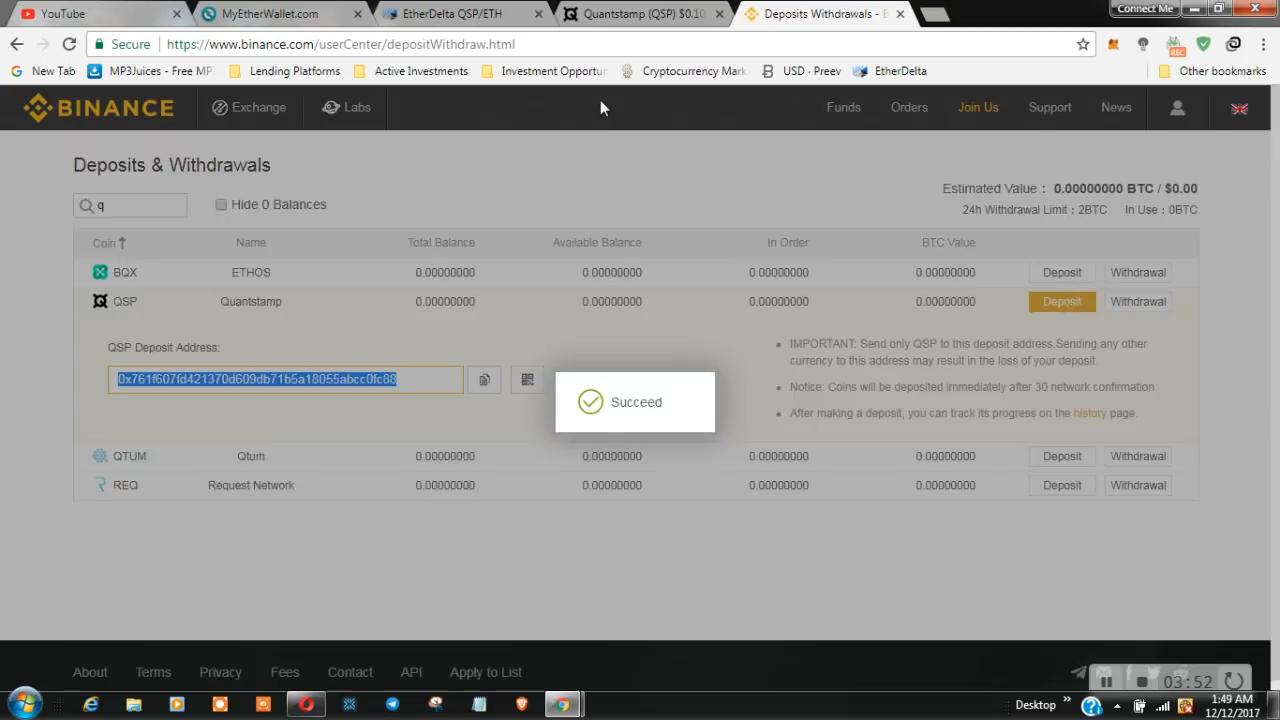 YouTube
MyEtherWallet.com
EtherDelta QSP/ETH
Quantstamp (QSP) $0.10
Deposits Withdrawals - B
Connect Me
Secure
https://www.binance.com/userCenter/depositWithdraw.html
REC
New Tab
MP3Juices - Free MP
Lending Platforms
Active Investments
Investment Opportun
Cryptocurrency Mark
USD · Preev
EtherDelta
Other bookmarks
BINANCE
Exchange
Labs
Funds
Orders
Join Us
Support
News
Deposits & Withdrawals
Estimated Value : 0.00000000 BTC / $0.00
q
Hide 0 Balances
24h Withdrawal Limit : 2BTC In Use : 0BTC
Coin Name Total Balance Available Balance In Order BTC Value
BQX ETHOS 0.00000000 0.00000000 0.00000000 0.00000000 Deposit Withdrawal
QSP Quantstamp 0.00000000 0.00000000 0.00000000 0.00000000 Deposit Withdrawal
QSP Deposit Address:
0x761f607fd421370d609db71b5a18055abcc0fc88
IMPORTANT: Send only QSP to this deposit address.Sending any other
currency to this address may result in the loss of your deposit.
Notice: Coins will be deposited immediately after 30 network confirmation
After making a deposit, you can track its progress on the history page.
Succeed
QTUM Qtum 0.00000000 0.00000000 0.00000000 0.00000000 Deposit Withdrawal
REQ Request Network 0.00000000 0.00000000 0.00000000 0.00000000 Deposit Withdrawal
About
Terms
Privacy
Fees
Contact
API
Apply to List
03:52
Desktop
1:49 AM
12/12/2017